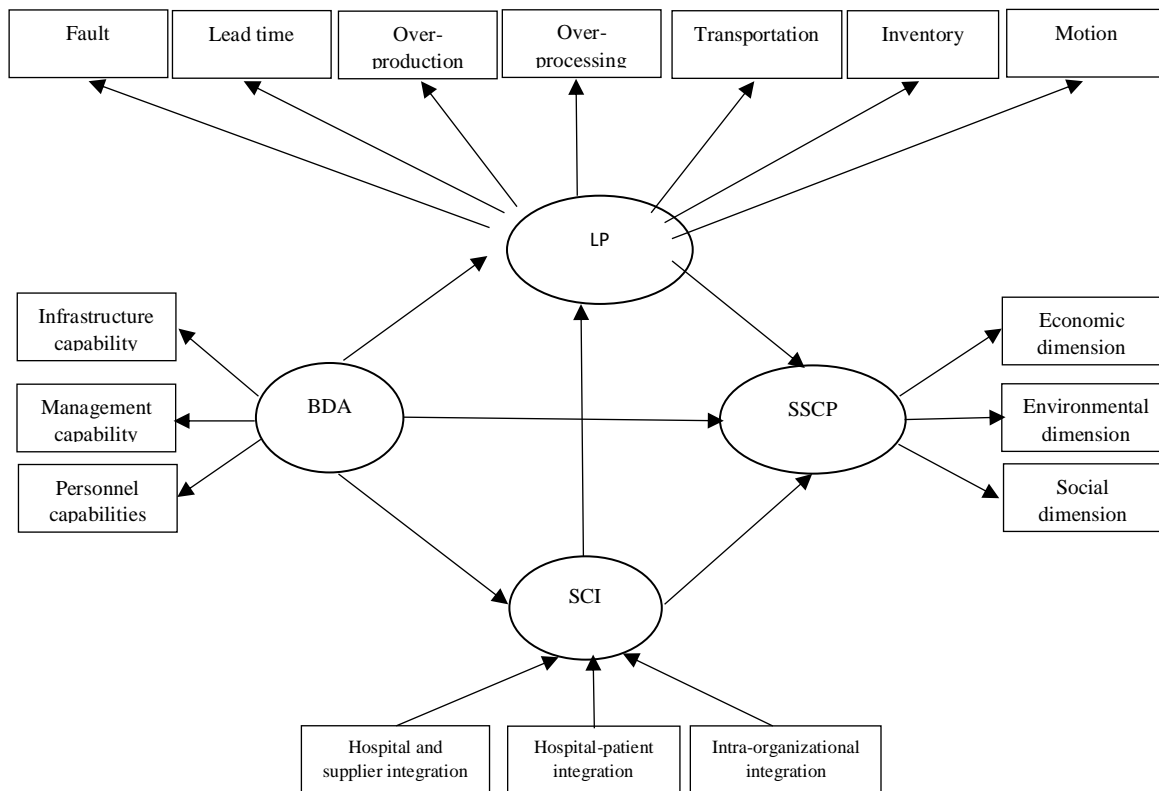 Fault
Lead time
Over-
production
Over-
processing
Transportation
Inventory
Motion
LP
Infrastructure
capability
Management
capability
Personnel
capabilities
BDA
SSCP
Economic
dimension
Environmental
dimension
Social
dimension
SCI
Hospital and
supplier integration
Hospital-patient
integration
Intra-organizational
integration